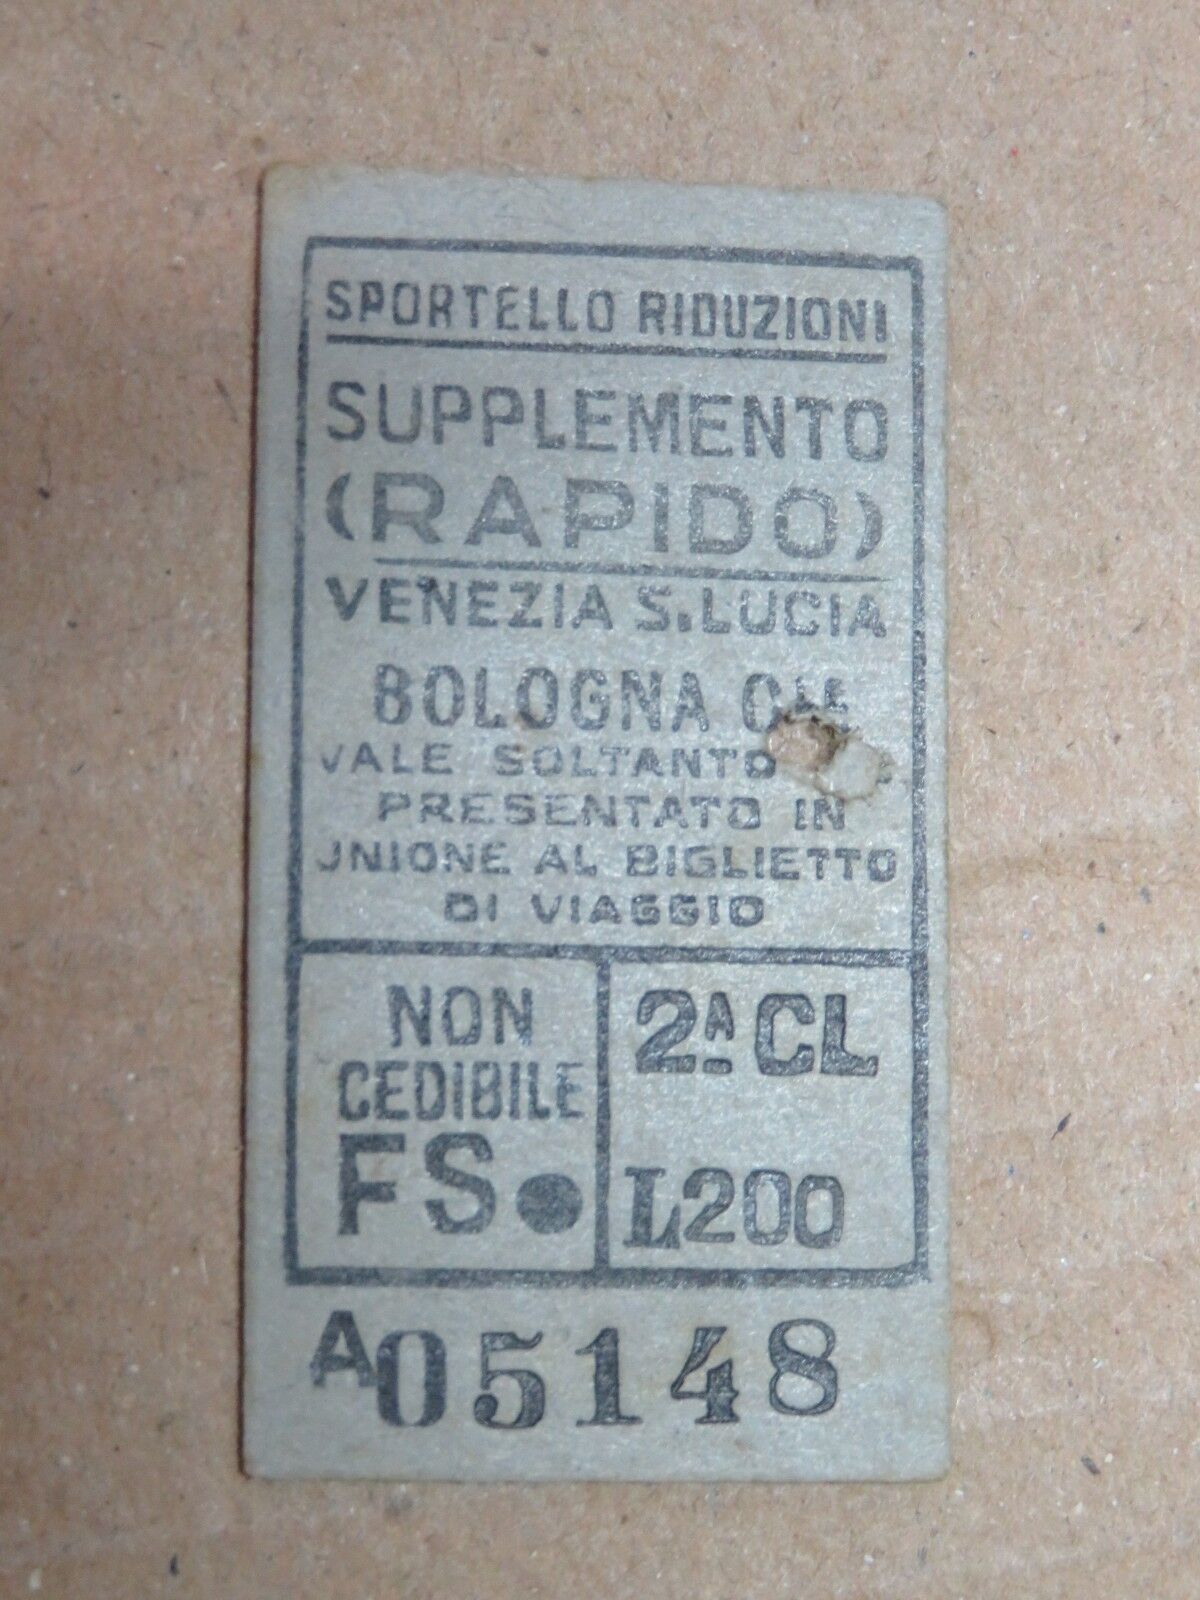 SPORTELLO RIDUZIONI
SUPPLEMENTO
(RAPIDO)
VENEZIA S.LUCIA
BOLOGNA Cle
VALE SOLTANTO
PRESENTATO IN
UNIONE AL BIGLIETTO
DI VIAGGIO
NON
CEDIBILE
FS●
2ª CL
L200
A05148